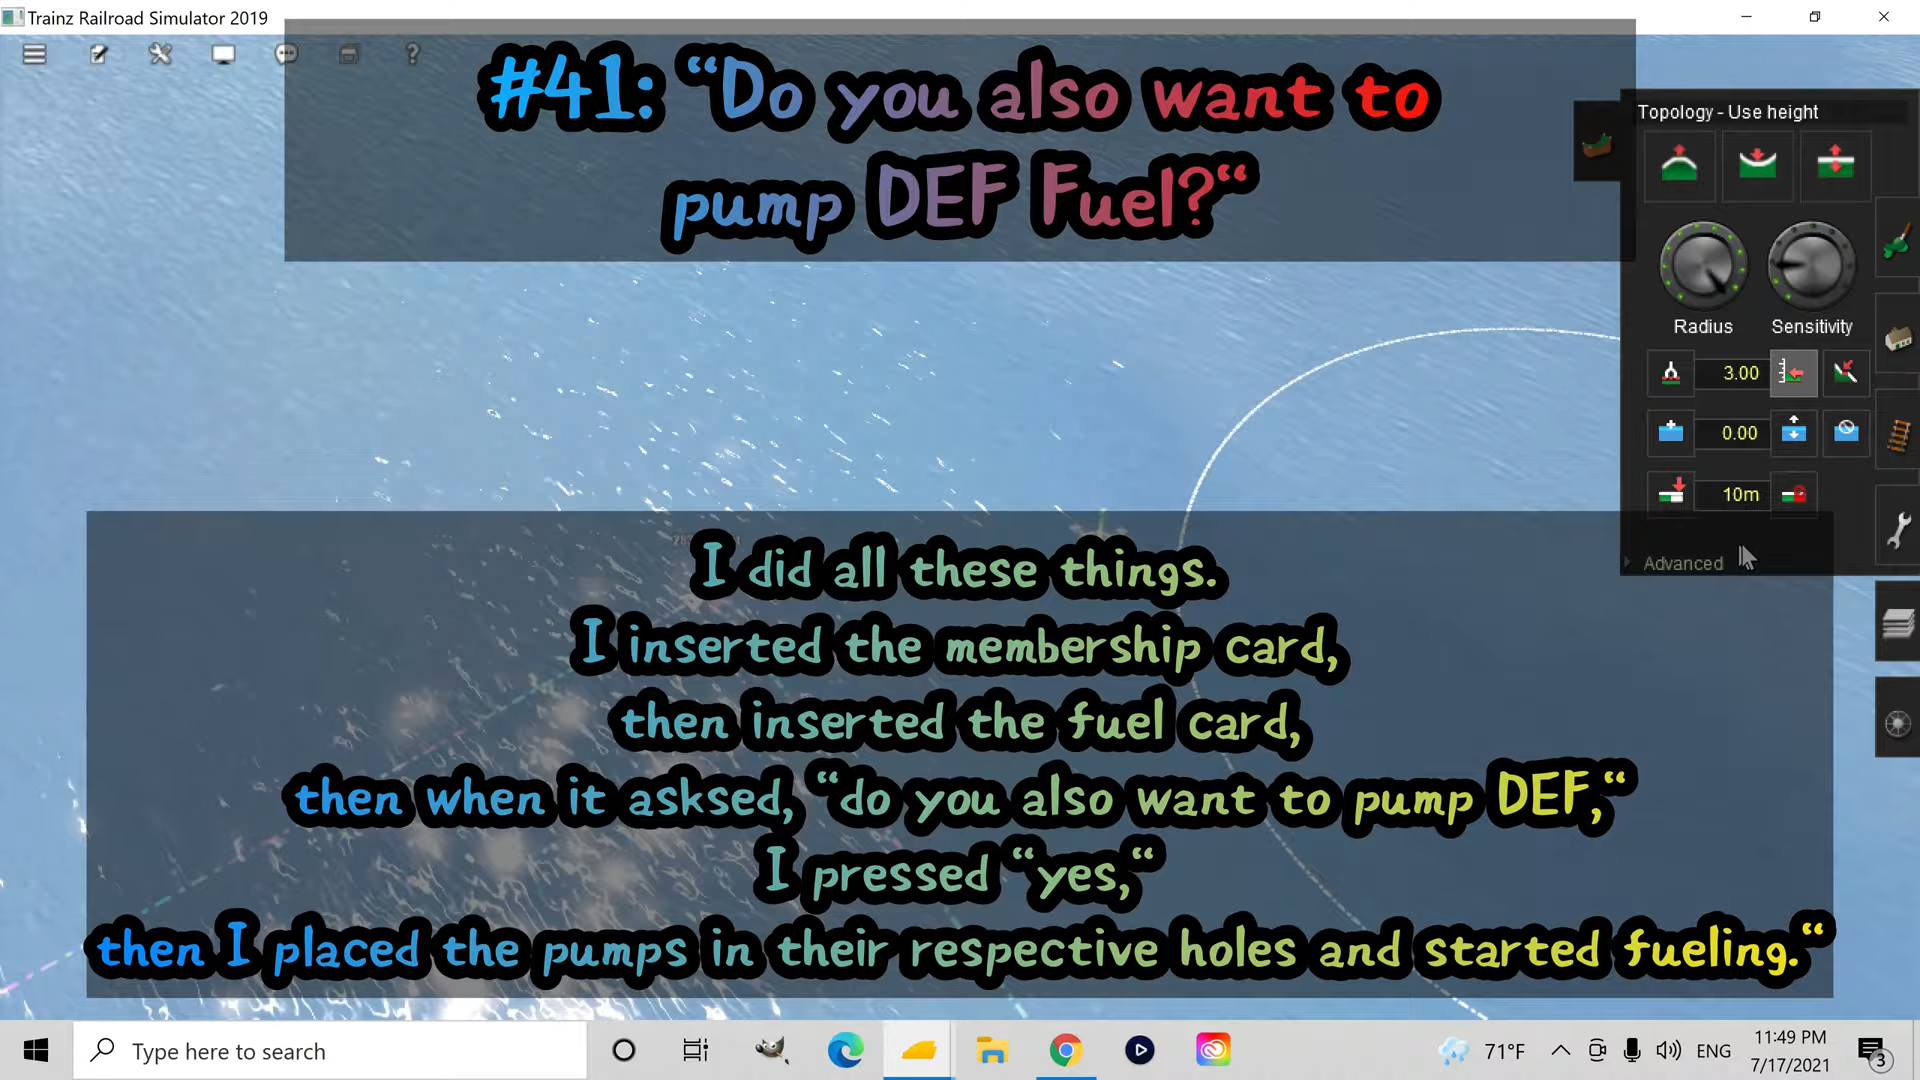 Trainz Railroad Simulator 2019
#41: “Do you also want to
pump DEF Fuel?“
Topology - Use height
Radius
Sensitivity
3.00
0.00
10m
Advanced
I did all these things.
I inserted the membership card,
then inserted the fuel card,
then when it asksed, “do you also want to pump DEF,“
I pressed “yes,“
then I placed the pumps in their respective holes and started fueling.“
Type here to search
71°F
ENG
11:49 PM
7/17/2021
3